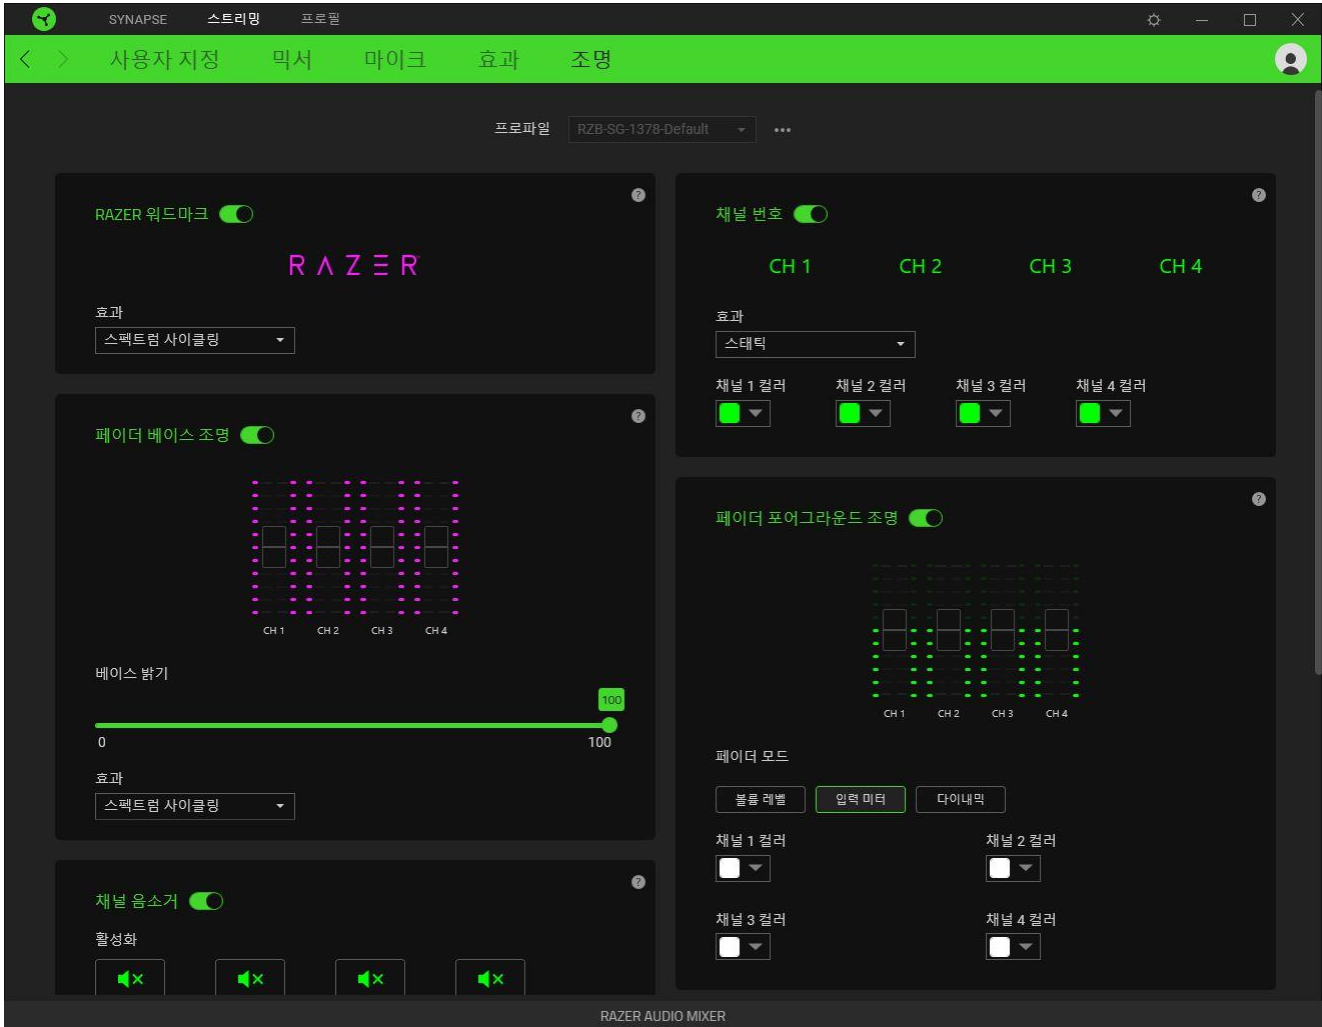 SYNAPSE 스트리밍 프로필
사용자 지정 믹서 마이크 효과 조명
프로파일 RZB-SG-1378-Default
RAZER 워드마크
RAZER
효과
스펙트럼 사이클링
채널 번호
CH 1 CH 2 CH 3 CH 4
효과
스태틱
채널 1 컬러 채널 2 컬러 채널 3 컬러 채널 4 컬러
페이더 베이스 조명
CH 1 CH 2 CH 3 CH 4
베이스 밝기
100
0 100
효과
스펙트럼 사이클링
페이더 포어그라운드 조명
CH 1 CH 2 CH 3 CH 4
페이더 모드
볼륨 레벨 입력 미터 다이내믹
채널 1 컬러 채널 2 컬러
채널 3 컬러 채널 4 컬러
채널 음소거
활성화
RAZER AUDIO MIXER